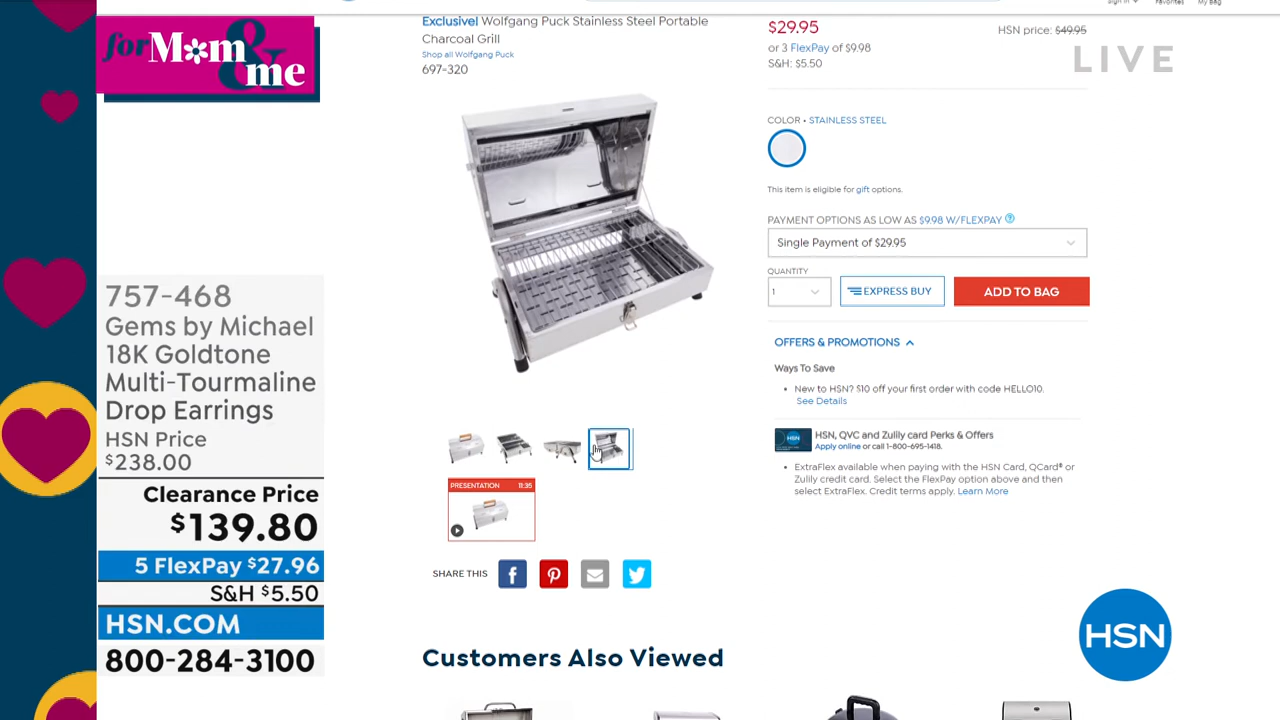 for Mom
&
me
757-468
Gems by Michael
18K Goldtone
Multi-Tourmaline
Drop Earrings
HSN Price
$238.00
Clearance Price
$139.80
5 FlexPay $27.96
S&H $5.50
HSN.COM
800-284-3100
Sign in
Favorites
My Bag
Exclusive! Wolfgang Puck Stainless Steel Portable
Charcoal Grill
Shop all Wolfgang Puck
697-320
$29.95
HSN price: $49.95
or 3 FlexPay of $9.98
S&H: $5.50
LIVE
COLOR • STAINLESS STEEL
This item is eligible for gift options.
PAYMENT OPTIONS AS LOW AS $9.98 W/FLEXPAY
Single Payment of $29.95
QUANTITY
1
EXPRESS BUY
ADD TO BAG
OFFERS & PROMOTIONS
Ways To Save
New to HSN? $10 off your first order with code HELLO10.
See Details
HSN
HSN, QVC and Zulily card Perks & Offers
Apply online or call 1-800-695-1418.
ExtraFlex available when paying with the HSN Card, QCard® or
Zulily credit card. Select the FlexPay option above and then
select ExtraFlex. Credit terms apply. Learn More
PRESENTATION 11:35
SHARE THIS
HSN
Customers Also Viewed